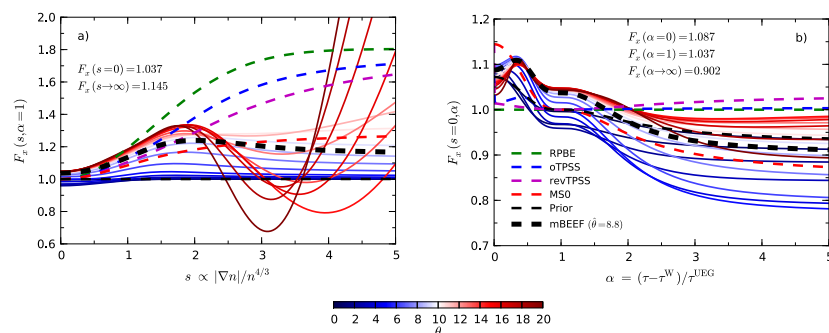 a)
F_x(s=0)=1.037
F_x(s→∞)=1.145
F_x(s,α=1)
2.0
1.8
1.6
1.4
1.2
1.0
0.8
0.6
0 1 2 3 4 5
s ∝ |∇n|/n^{4/3}
b)
F_x(α=0)=1.087
F_x(α=1)=1.037
F_x(α→∞)=0.902
F_x(s=0,α)
1.2
1.1
1.0
0.9
0.8
0.7
RPBE
oTPSS
revTPSS
MS0
Prior
mBEEF (θ̂=8.8)
0 1 2 3 4 5
α = (τ−τ^W)/τ^{UEG}
0 2 4 6 8 10 12 14 16 18 20